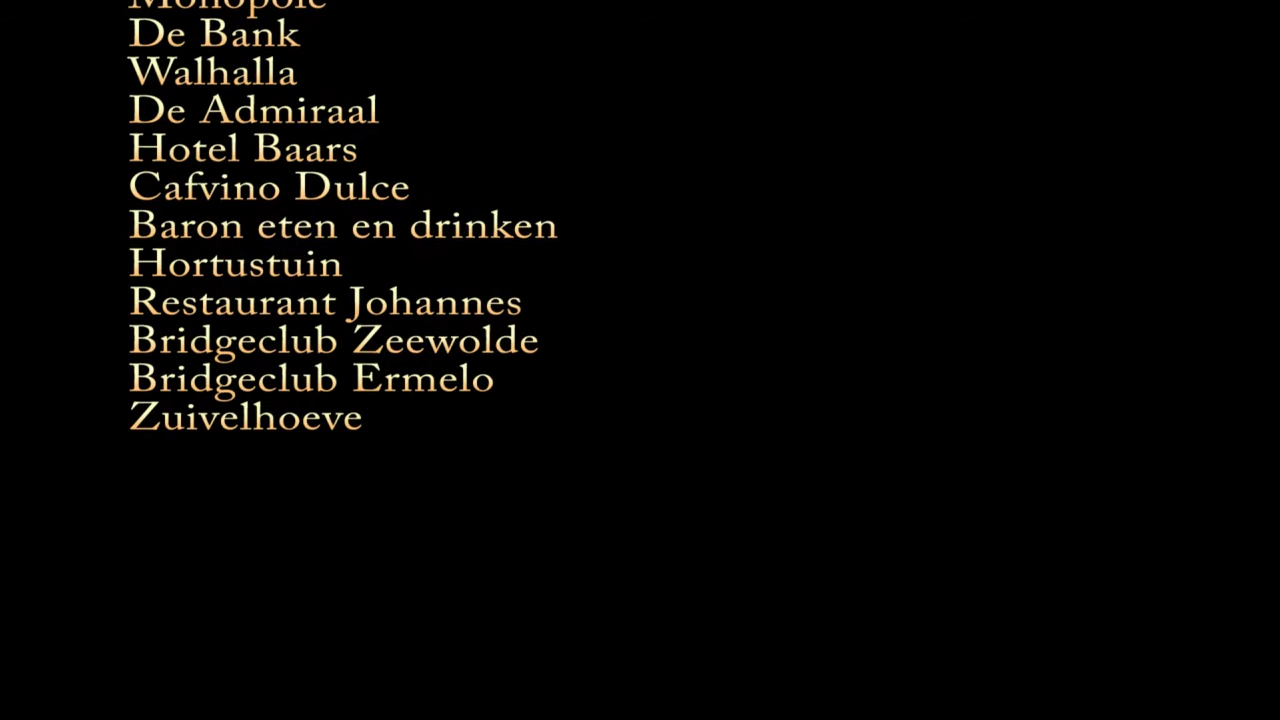 Monopole
De Bank
Walhalla
De Admiraal
Hotel Baars
Cafvino Dulce
Baron eten en drinken
Hortustuin
Restaurant Johannes
Bridgeclub Zeewolde
Bridgeclub Ermelo
Zuivelhoeve